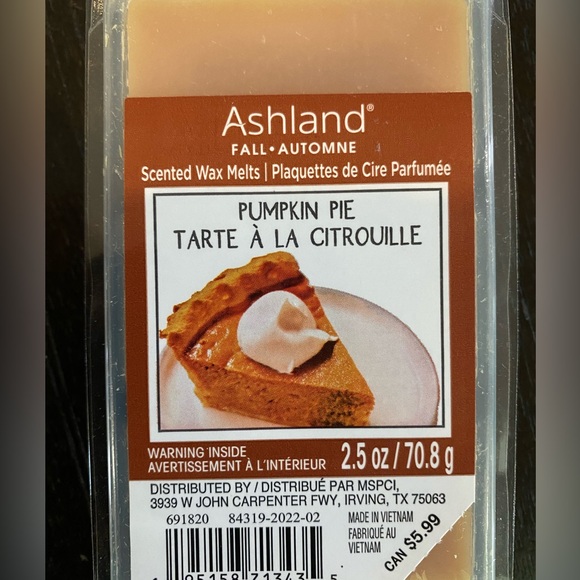 Ashland®
FALL•AUTOMNE
Scented Wax Melts | Plaquettes de Cire Parfumée
PUMPKIN PIE
TARTE À LA CITROUILLE
WARNING INSIDE
AVERTISSEMENT À L'INTÉRIEUR
2.5 oz / 70.8 g
DISTRIBUTED BY / DISTRIBUÉ PAR MSPCI,
3939 W JOHN CARPENTER FWY, IRVING, TX 75063
691820 84319-2022-02
MADE IN VIETNAM
FABRIQUÉ AU
VIETNAM
CAN $5.99